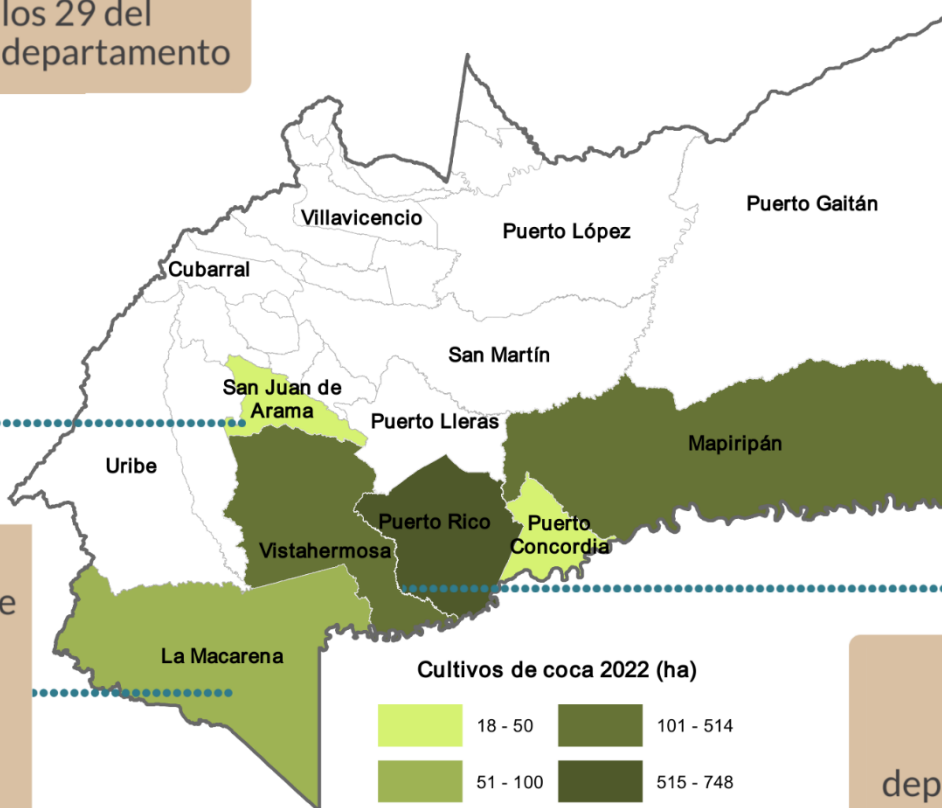 los 29 del
departamento
Villavicencio
Puerto López
Puerto Gaitán
Cubarral
San Martín
San Juan de
Arama
Puerto Lleras
Mapiripán
Uribe
Puerto Rico
Puerto
Concordia
Vistahermosa
e
La Macarena
Cultivos de coca 2022 (ha)
18 - 50
101 - 514
51 - 100
515 - 748
dep